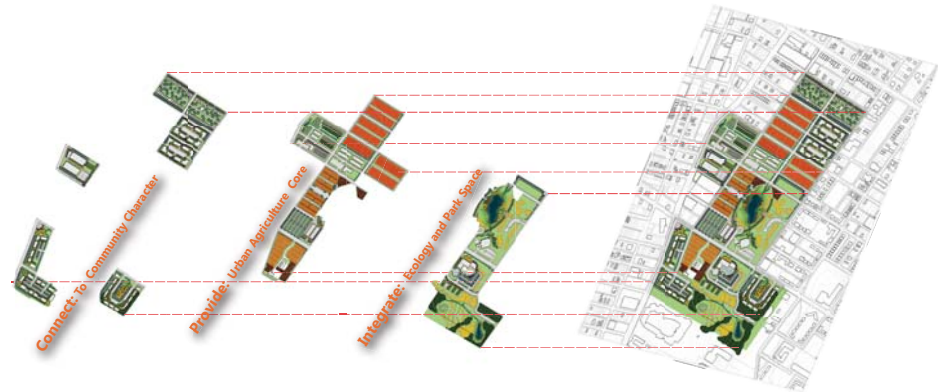 Connect: To Community Character
Provide: Urban Agriculture Core
Integrate: Ecology and Park Space